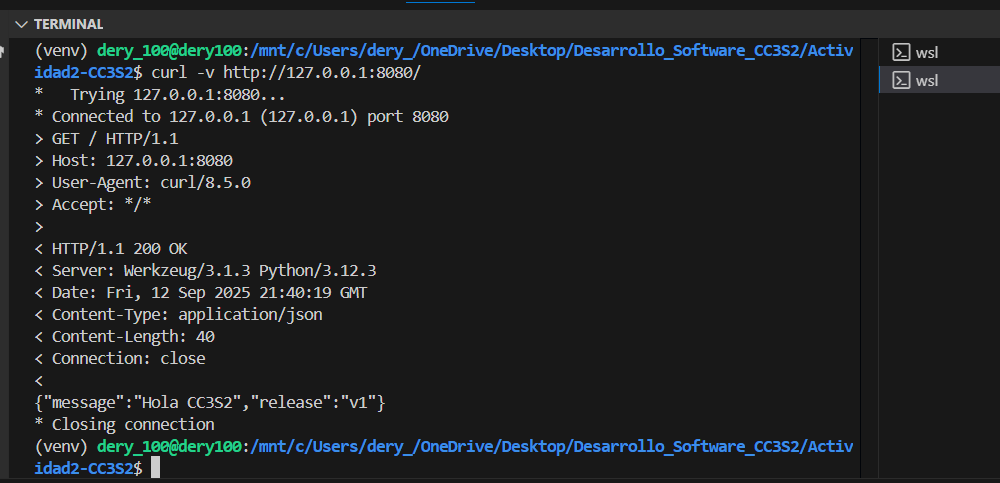 TERMINAL
(venv) dery_100@dery100:/mnt/c/Users/dery_/OneDrive/Desktop/Desarrollo_Software_CC3S2/Activ
idad2-CC3S2$ curl -v http://127.0.0.1:8080/
*   Trying 127.0.0.1:8080...
* Connected to 127.0.0.1 (127.0.0.1) port 8080
> GET / HTTP/1.1
> Host: 127.0.0.1:8080
> User-Agent: curl/8.5.0
> Accept: */*
>
< HTTP/1.1 200 OK
< Server: Werkzeug/3.1.3 Python/3.12.3
< Date: Fri, 12 Sep 2025 21:40:19 GMT
< Content-Type: application/json
< Content-Length: 40
< Connection: close
<
{"message":"Hola CC3S2","release":"v1"}
* Closing connection
(venv) dery_100@dery100:/mnt/c/Users/dery_/OneDrive/Desktop/Desarrollo_Software_CC3S2/Activ
idad2-CC3S2$
wsl
wsl